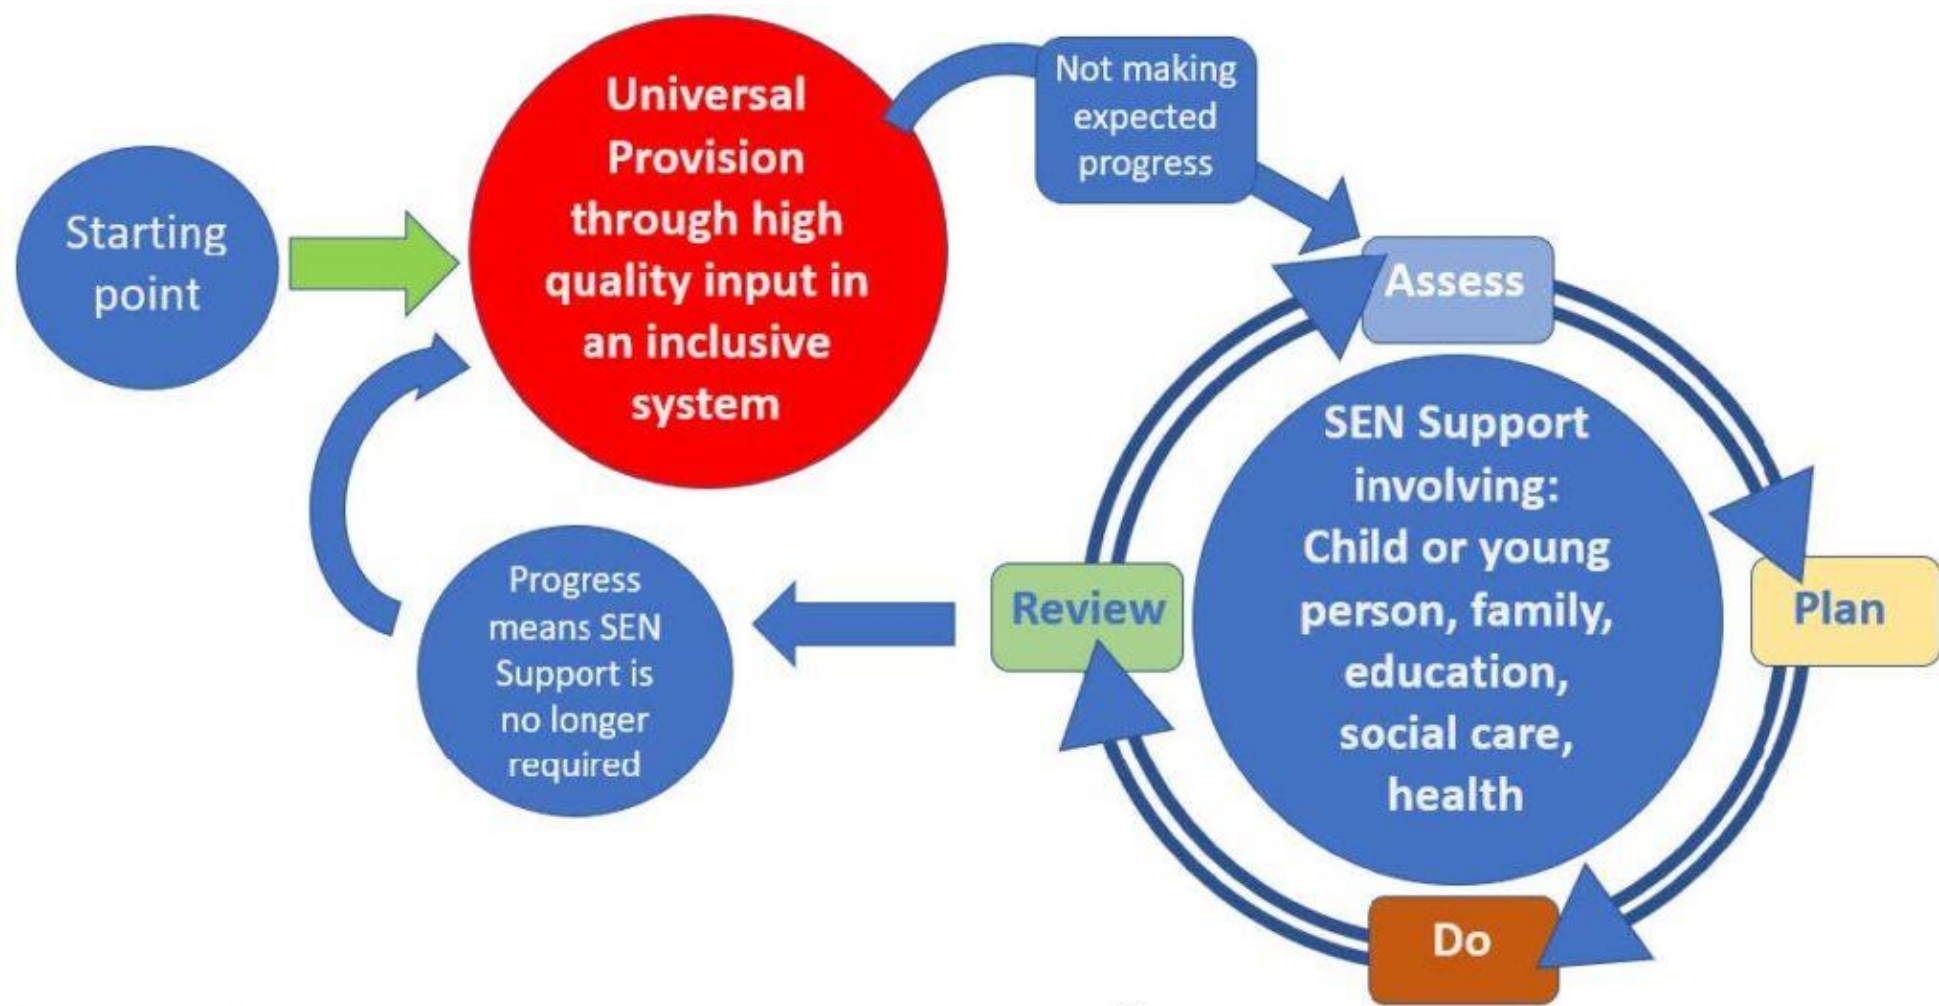 Starting
point
Universal
Provision
through high
quality input in
an inclusive
system
Not making
expected
progress
Assess
Plan
Do
Review
SEN Support
involving:
Child or young
person, family,
education,
social care,
health
Progress
means SEN
Support is
no longer
required